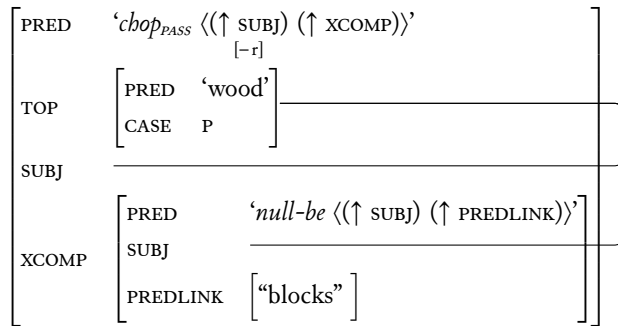 PRED ‘chop_PASS ⟨(↑ SUBJ) (↑ XCOMP)⟩’
[−r]
TOP
PRED ‘wood’
CASE P
SUBJ
XCOMP
PRED ‘null-be ⟨(↑ SUBJ) (↑ PREDLINK)⟩’
SUBJ
PREDLINK [“blocks”]